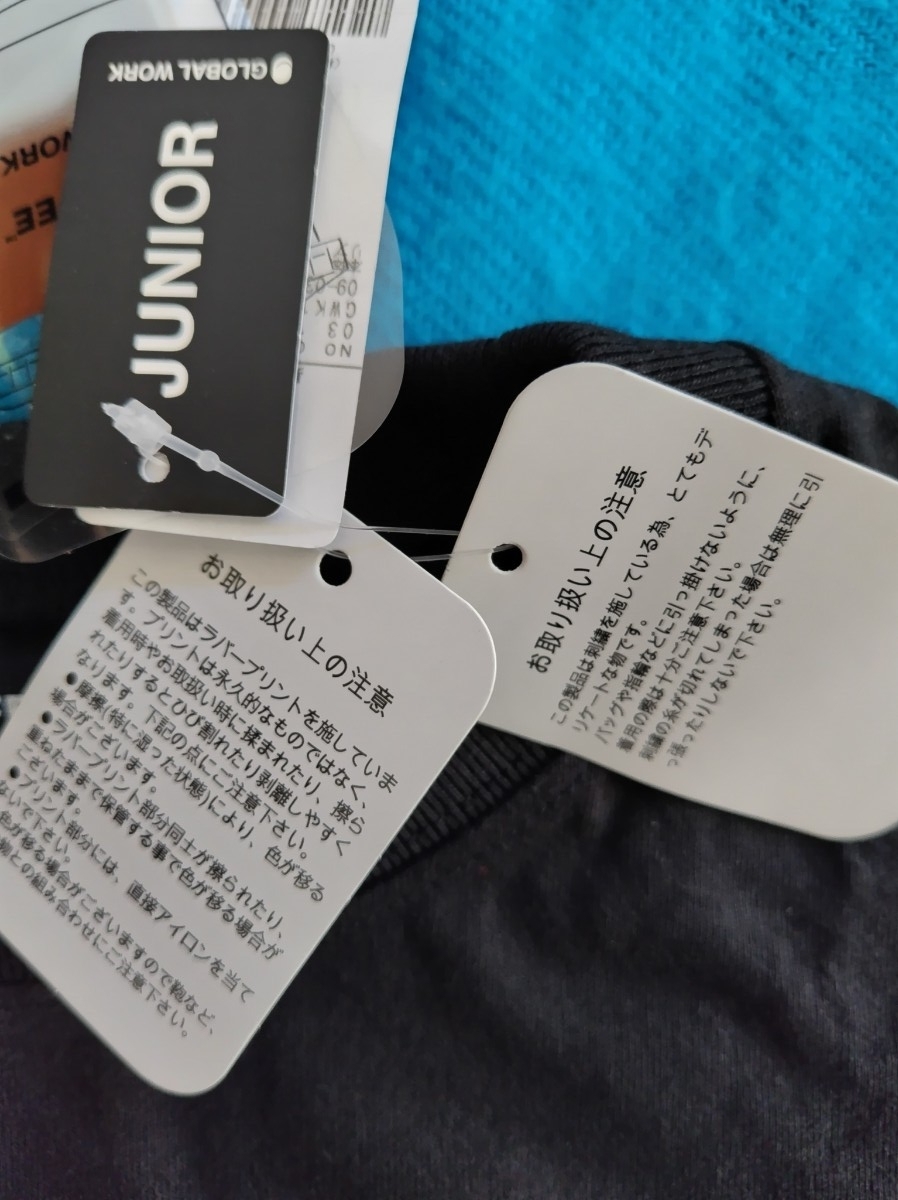 GLOBAL WORK
JUNIOR
WORK
EE
NO
03
GWK
09-0
お取り扱い上の注意
この製品はラバープリントを施していま
す。プリントは永久的なものではなく、
着用時やお取扱い時に揉まれたり、擦ら
れたりするとひび割れたり剥離しやすく
なります。下記の点にご注意下さい。
●摩擦(特に湿った状態)により、色が移る
場合がございます。
●ラバープリント部分同士が擦られたり、
重ねたままで保管する事で色が移る場合が
ございます。
●プリント部分には、直接アイロンを当て
ないで下さい。
色が移る場合がございますので鞄など、
物との組み合わせにご注意下さい。
お取り扱い上の注意
この製品は刺繍を施している為、とてもデ
リケートな物です。
バッグや指輪などに引っ掛けないように、
着用の際は十分ご注意下さい。
刺繍の糸が切れてしまった場合は無理に引
っ張ったりしないで下さい。